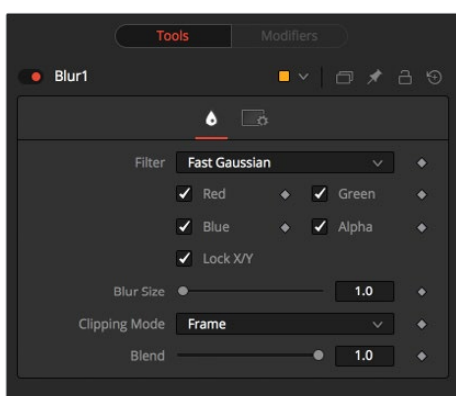 Tools Modifiers
Blur1
Filter Fast Gaussian
Red Green
Blue Alpha
Lock X/Y
Blur Size 1.0
Clipping Mode Frame
Blend 1.0